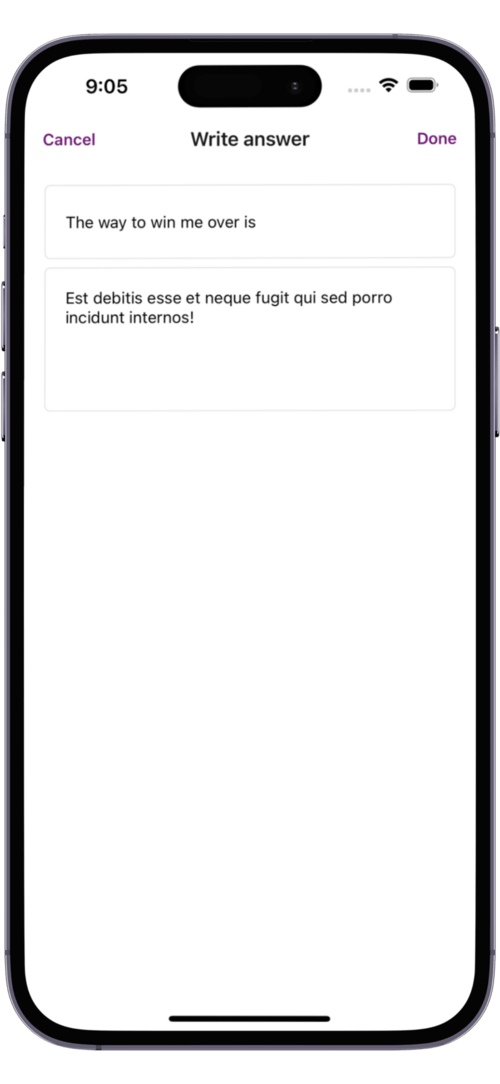 9:05
Cancel Write answer Done
The way to win me over is
Est debitis esse et neque fugit qui sed porro
incidunt internos!